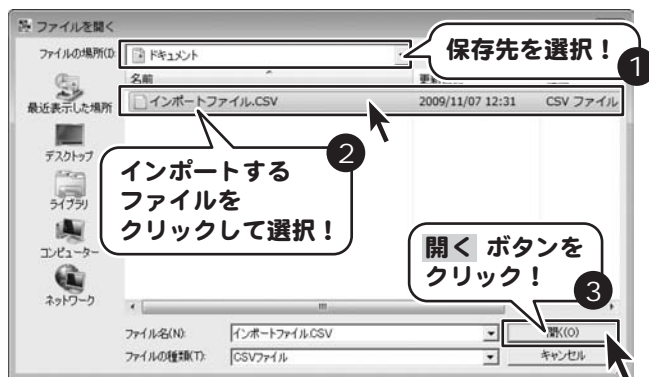 ファイルを開く
ファイルの場所(I):
ドキュメント
保存先を選択！
1
名前
最近表示した場所
インポートファイル.CSV
2009/11/07 12:31
CSV ファイル
デスクトップ
2
インポートする
ファイルを
クリックして選択！
ライブラリ
コンピューター
開く ボタンを
クリック！
3
ネットワーク
ファイル名(N):
インポートファイル.CSV
開く(O)
ファイルの種類(T):
CSVファイル
キャンセル